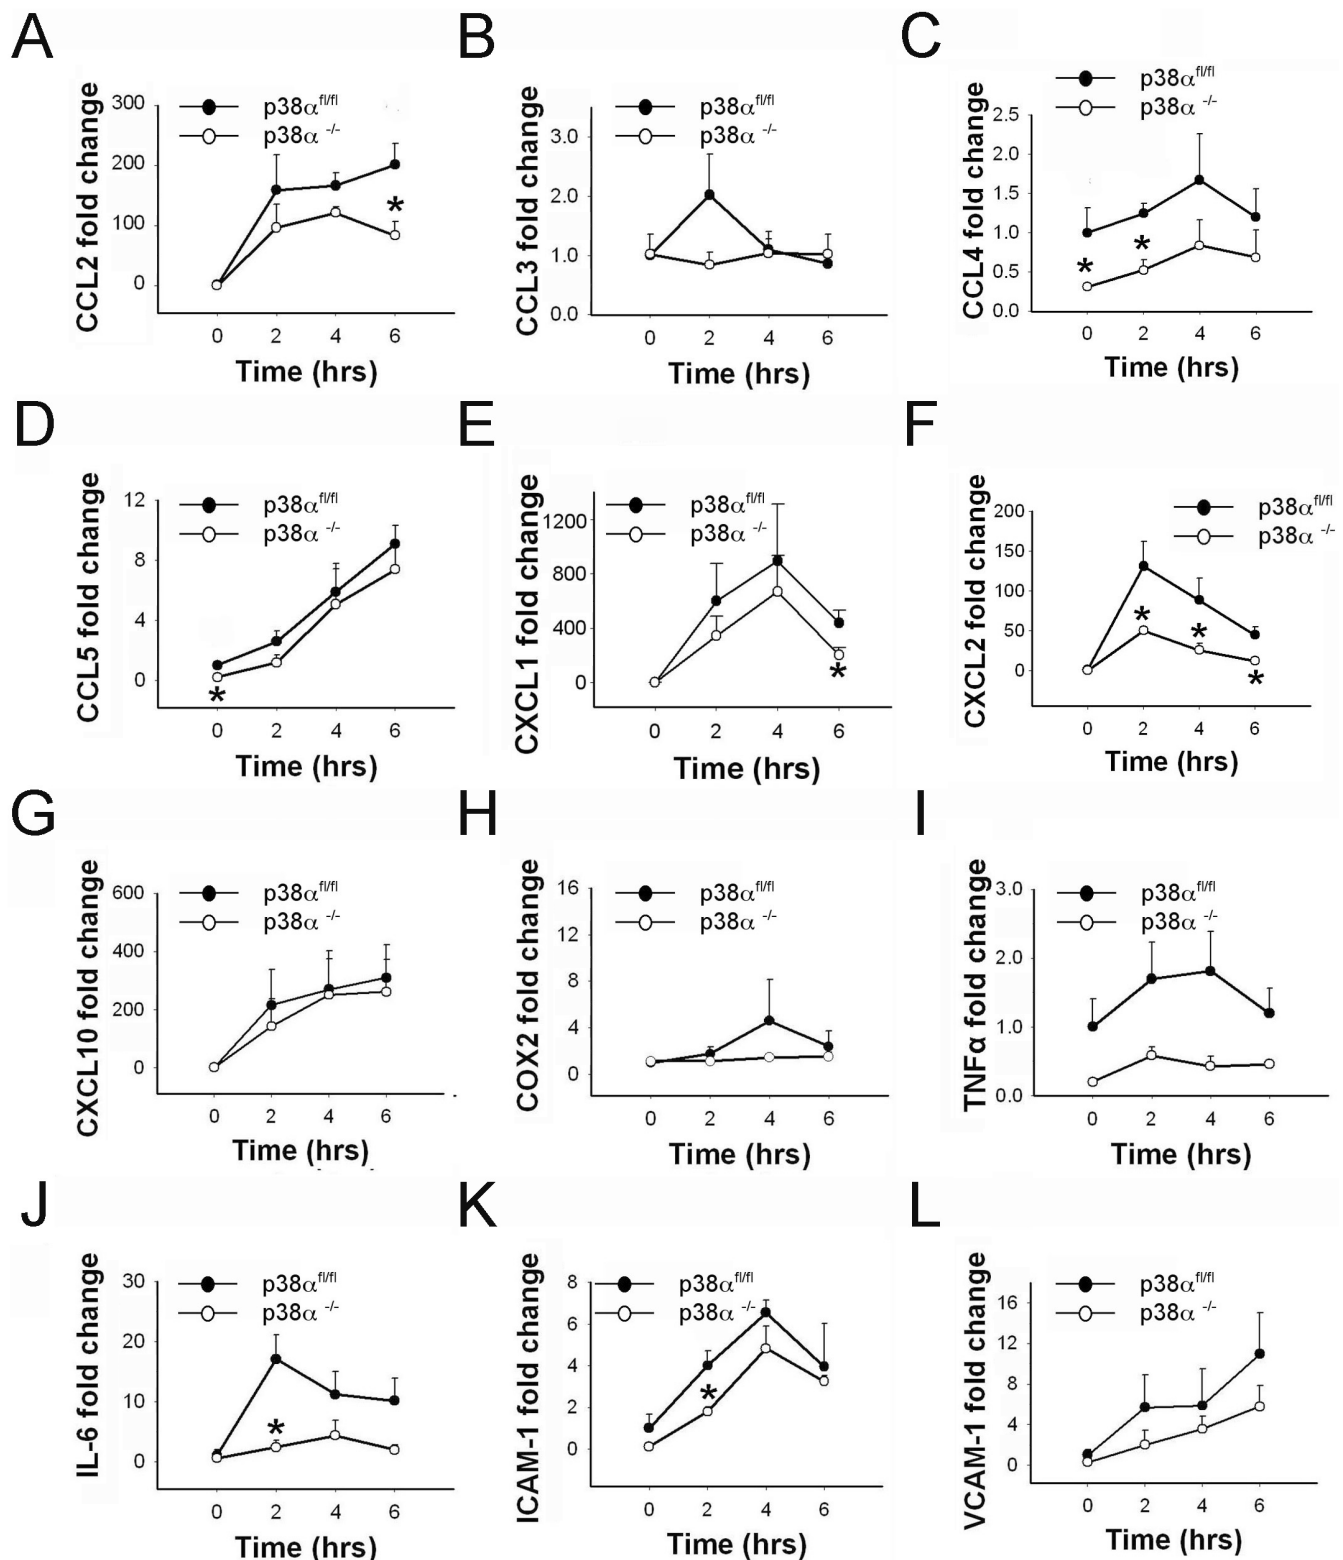 A
CCL2 fold change
p38α fl/fl
p38α -/-
300
200
100
0
*
0 2 4 6
Time (hrs)
B
CCL3 fold change
p38α fl/fl
p38α -/-
3.0
2.0
1.0
0.0
0 2 4 6
Time (hrs)
C
CCL4 fold change
p38α fl/fl
p38α -/-
2.5
2.0
1.5
1.0
0.5
0.0
* *
0 2 4 6
Time (hrs)
D
CCL5 fold change
p38α fl/fl
p38α -/-
12
8
4
0
*
0 2 4 6
Time (hrs)
E
CXCL1 fold change
p38α fl/fl
p38α -/-
1200
800
400
0
*
0 2 4 6
Time (hrs)
F
CXCL2 fold change
p38α fl/fl
p38α -/-
200
150
100
50
0
* * *
0 2 4 6
Time (hrs)
G
CXCL10 fold change
p38α fl/fl
p38α -/-
600
400
200
0
0 2 4 6
Time (hrs)
H
COX2 fold change
p38α fl/fl
p38α -/-
16
12
8
4
0
0 2 4 6
Time (hrs)
I
TNFα fold change
p38α fl/fl
p38α -/-
3.0
2.0
1.0
0.0
0 2 4 6
Time (hrs)
J
IL-6 fold change
p38α fl/fl
p38α -/-
30
20
10
0
*
0 2 4 6
Time (hrs)
K
ICAM-1 fold change
p38α fl/fl
p38α -/-
8
6
4
2
0
*
0 2 4 6
Time (hrs)
L
VCAM-1 fold change
p38α fl/fl
p38α -/-
16
12
8
4
0
0 2 4 6
Time (hrs)